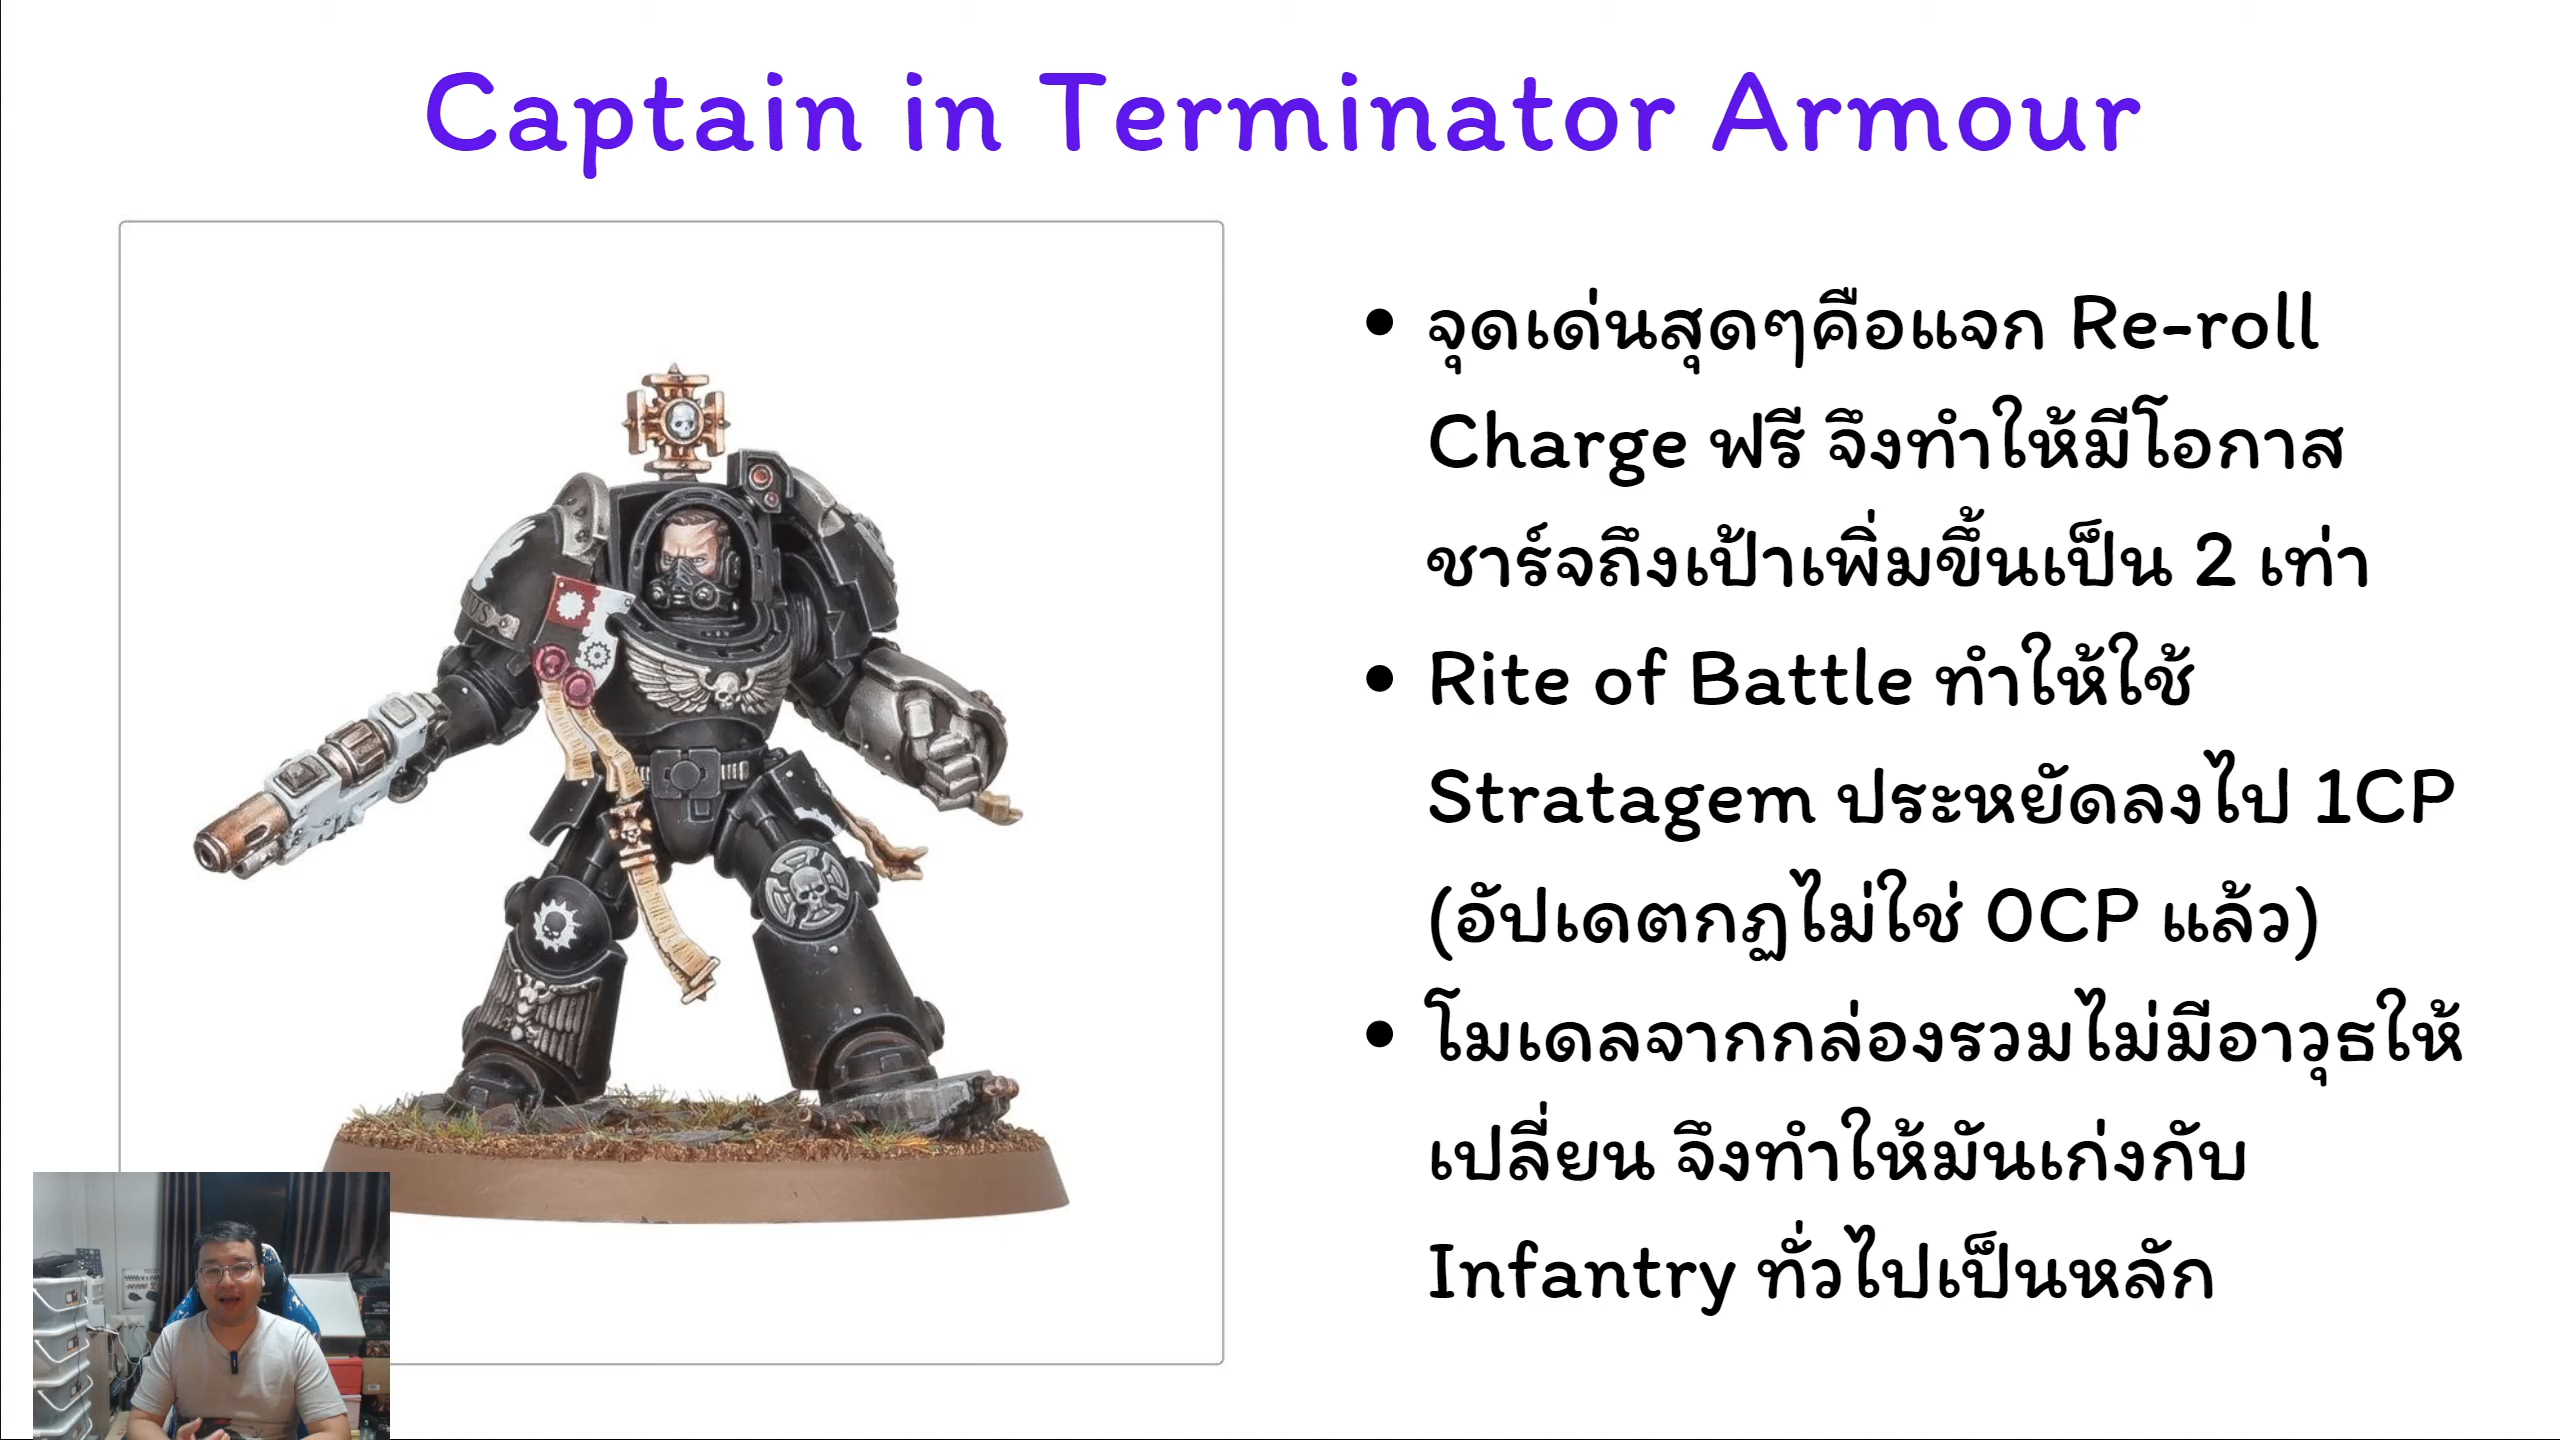 Captain in Terminator Armour
• จุดเด่นสุดๆคือแจก Re-roll
Charge ฟรี จึงทำให้มีโอกาส
ชาร์จถึงเป้าเพิ่มขึ้นเป็น 2 เท่า
• Rite of Battle ทำให้ใช้
Stratagem ประหยัดลงไป 1CP
(อัปเดตกฏไม่ใช่ 0CP แล้ว)
• โมเดลจากกล่องรวมไม่มีอาวุธให้
เปลี่ยน จึงทำให้มันเก่งกับ
Infantry ทั่วไปเป็นหลัก